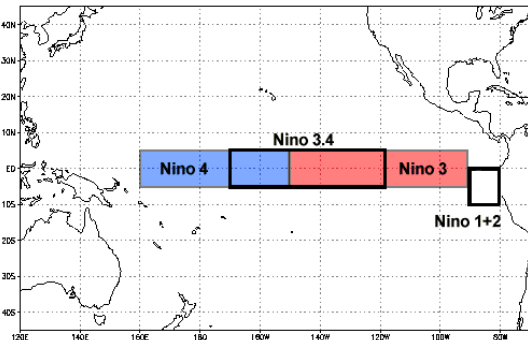 40N
30N
20N
10N
EQ
10S
20S
30S
40S
Nino 3.4
Nino 4
Nino 3
Nino 1+2
120E
140E
160E
180
160W
140W
120W
100W
80W